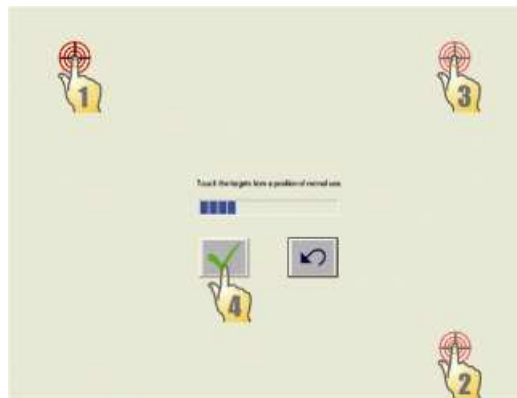 1
3
Touch the targets from a position of normal use.
4
2